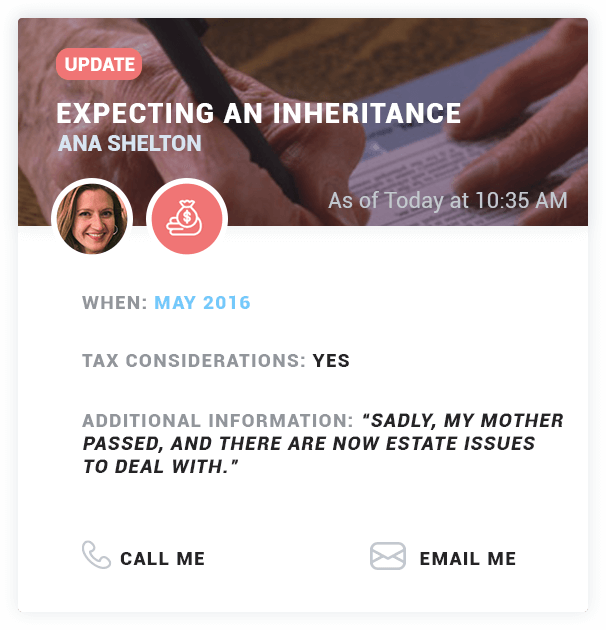 UPDATE
EXPECTING AN INHERITANCE
ANA SHELTON
$
As of Today at 10:35 AM
WHEN: MAY 2016
TAX CONSIDERATIONS: YES
ADDITIONAL INFORMATION: "SADLY, MY MOTHER
PASSED, AND THERE ARE NOW ESTATE ISSUES
TO DEAL WITH."
CALL ME
EMAIL ME